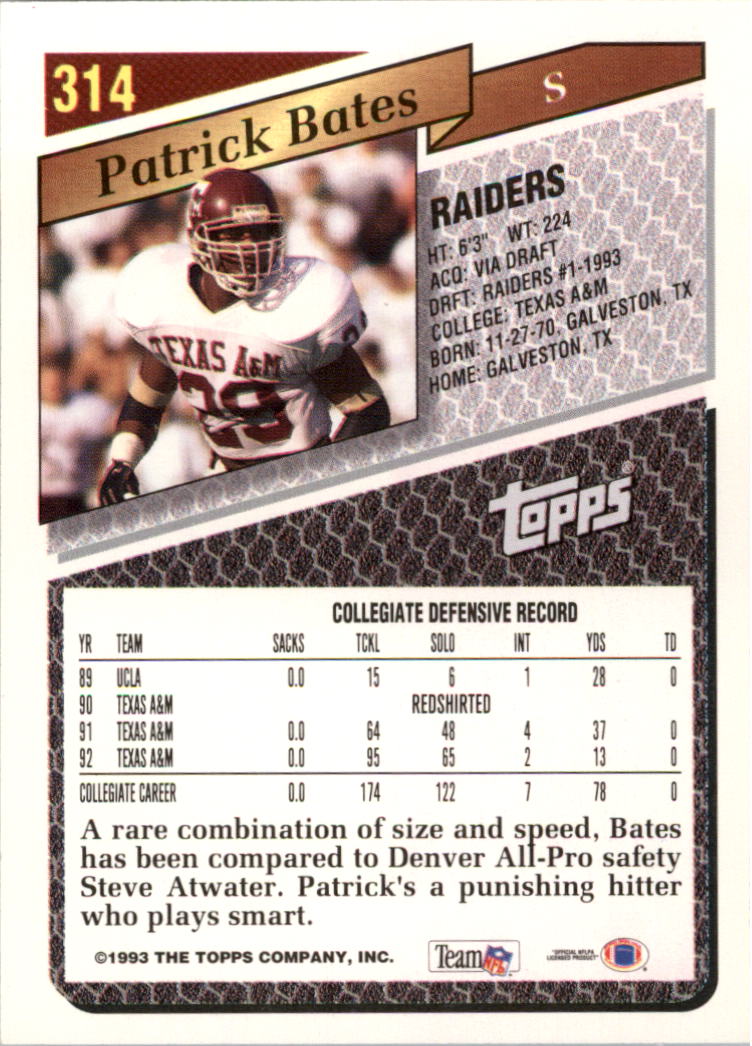 314
Patrick Bates
S
TEXAS A&M
29
RAIDERS
HT: 6'3" WT: 224
ACQ: VIA DRAFT
DRFT: RAIDERS #1-1993
COLLEGE: TEXAS A&M
BORN: 11-27-70, GALVESTON, TX
HOME: GALVESTON, TX
topps®
COLLEGIATE DEFENSIVE RECORD
YR TEAM SACKS TCKL SOLO INT YDS TD
89 UCLA 0.0 15 6 1 28 0
90 TEXAS A&M REDSHIRTED
91 TEXAS A&M 0.0 64 48 4 37 0
92 TEXAS A&M 0.0 95 65 2 13 0
COLLEGIATE CAREER 0.0 174 122 7 78 0
A rare combination of size and speed, Bates
has been compared to Denver All-Pro safety
Steve Atwater. Patrick's a punishing hitter
who plays smart.
©1993 THE TOPPS COMPANY, INC.
Team NFL
"OFFICIAL NFLPA
LICENSED PRODUCT"